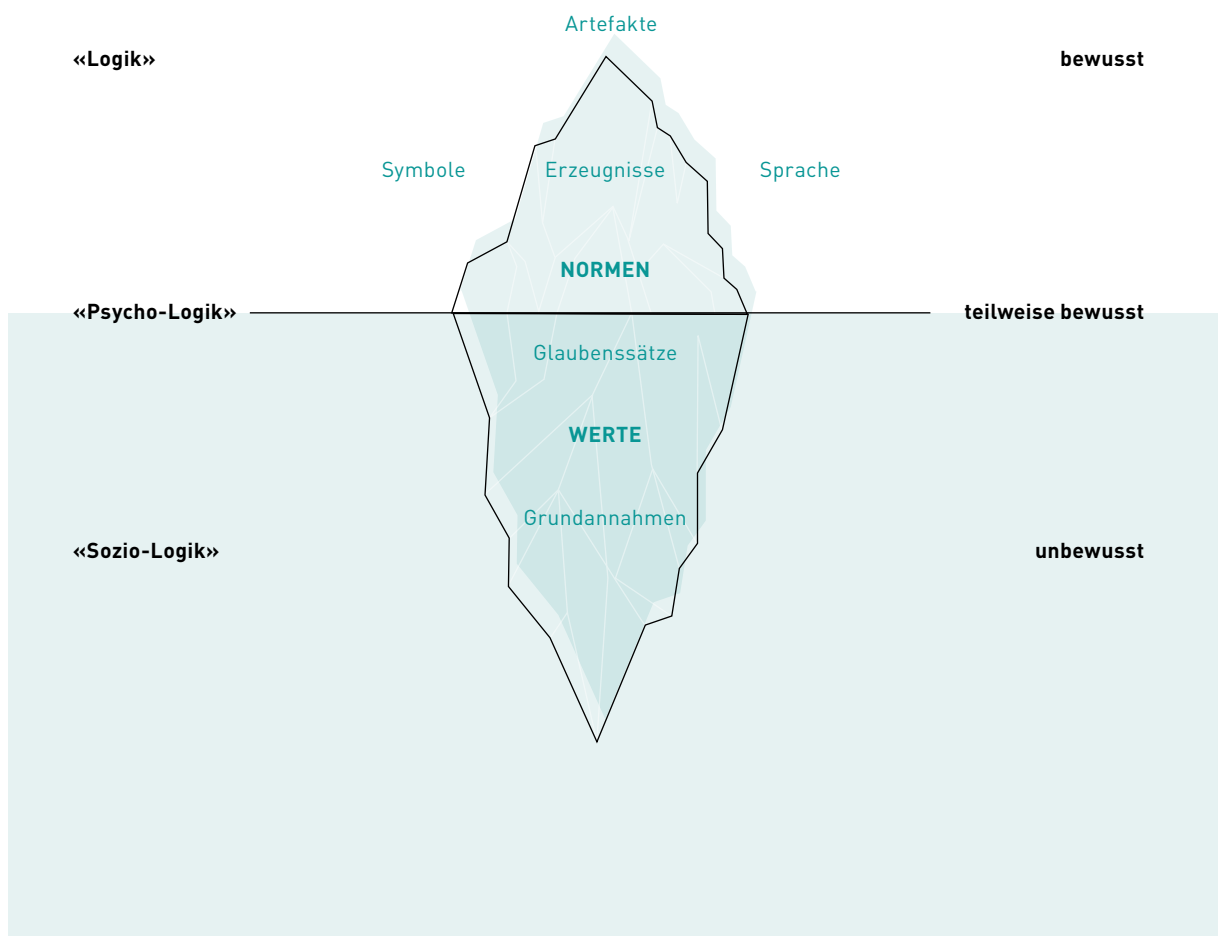 Artefakte
«Logik»
bewusst
Symbole
Erzeugnisse
Sprache
NORMEN
«Psycho-Logik»
teilweise bewusst
Glaubenssätze
WERTE
Grundannahmen
«Sozio-Logik»
unbewusst